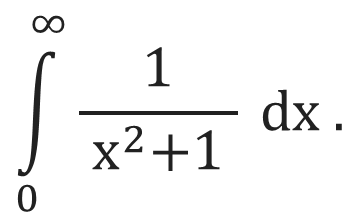 ∫₀^∞ 1/(x²+1) dx.